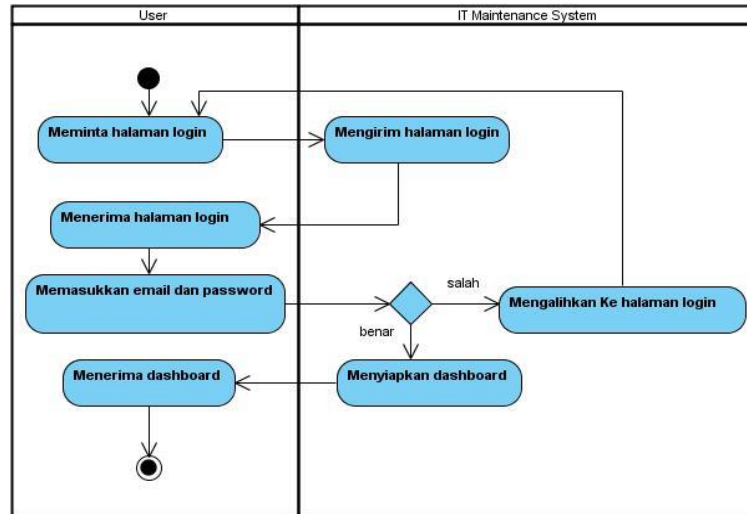 User
IT Maintenance System
Meminta halaman login
Mengirim halaman login
Menerima halaman login
Memasukkan email dan password
salah
Mengalihkan Ke halaman login
benar
Menerima dashboard
Menyiapkan dashboard